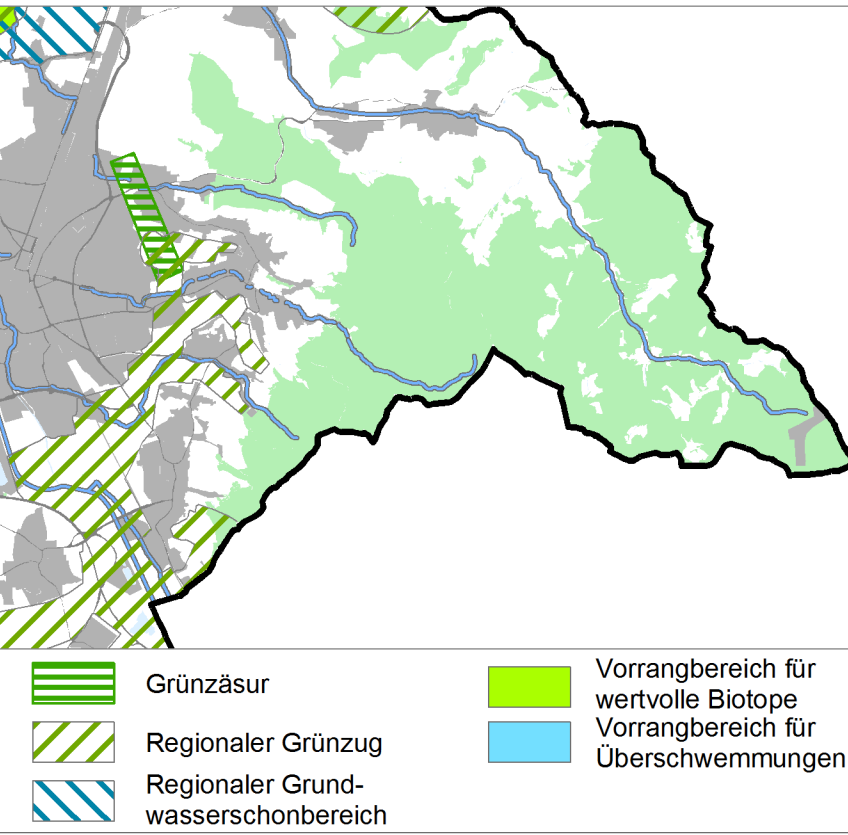 Grünzäsur
Regionaler Grünzug
Regionaler Grund-
wasserschonbereich
Vorrangbereich für
wertvolle Biotope
Vorrangbereich für
Überschwemmungen